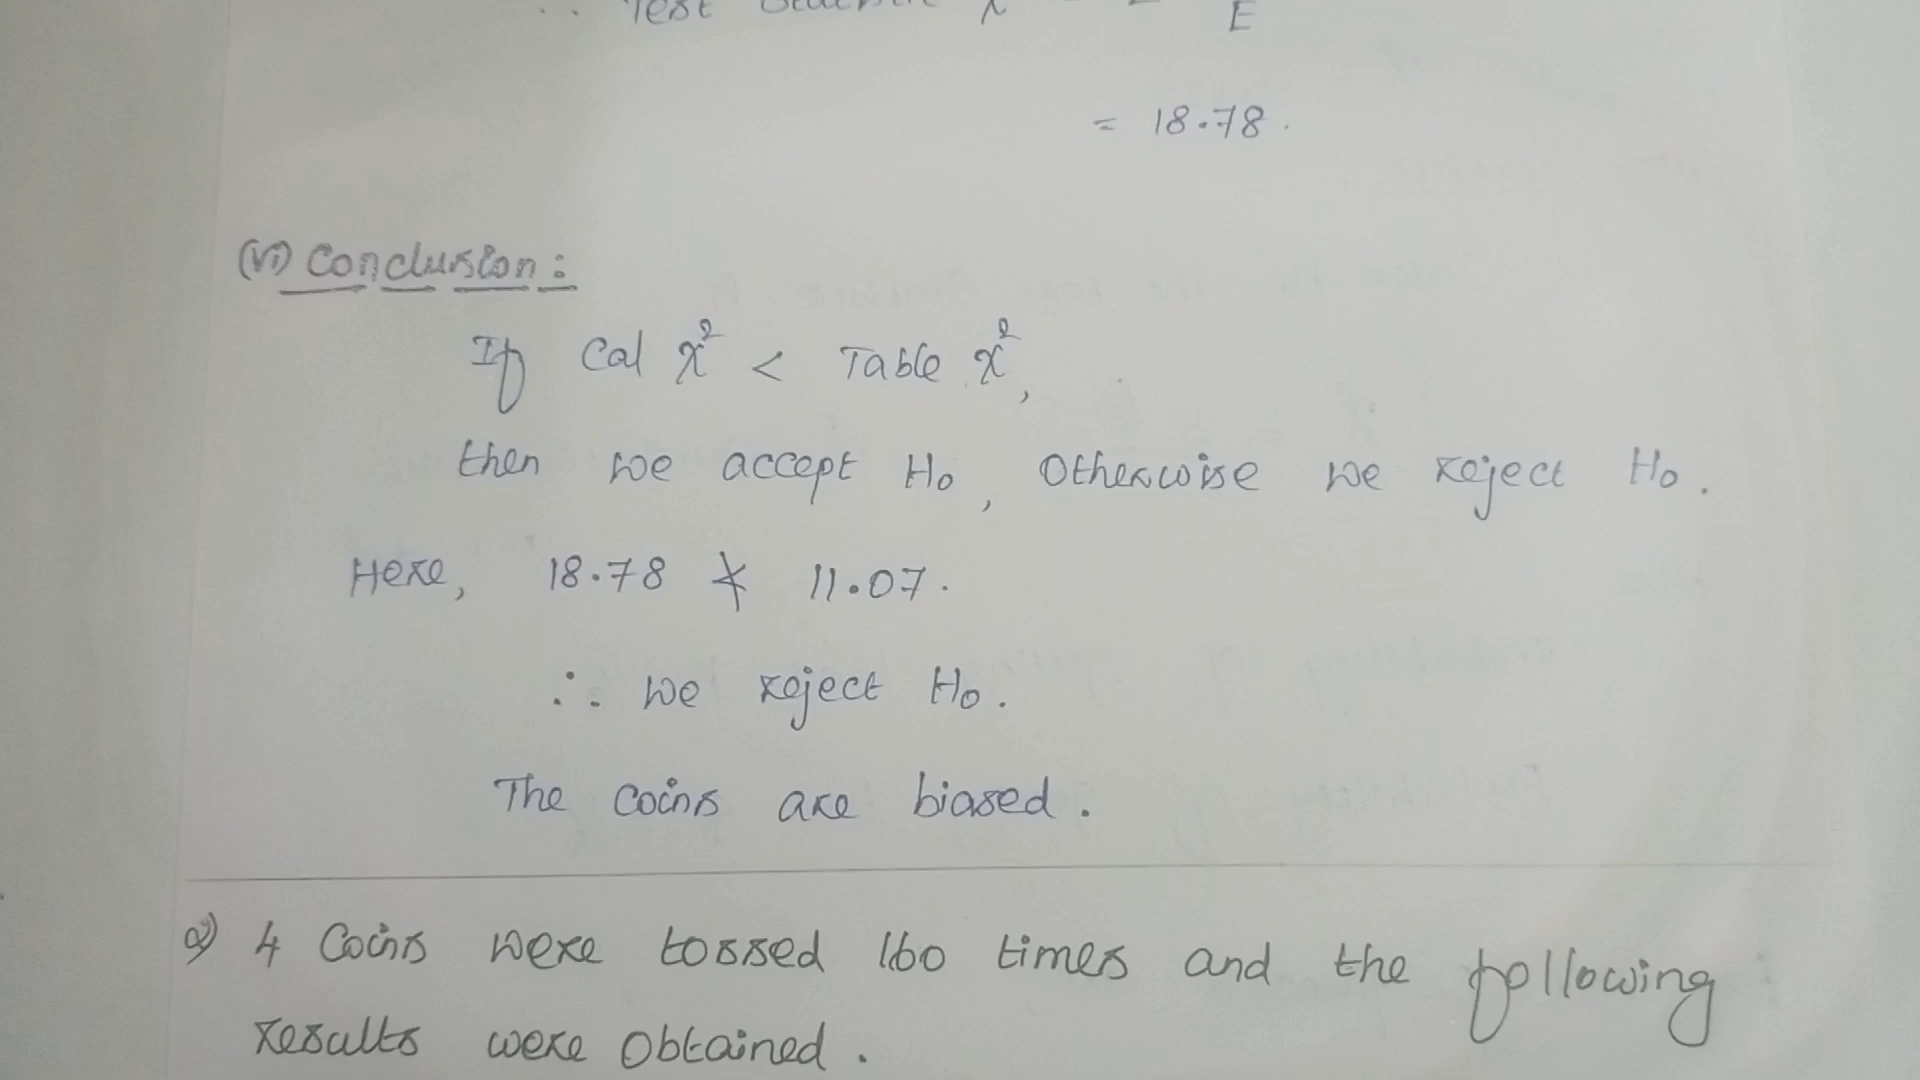 ∴ Test
E
= 18.78.
(vi) Conclusion:
If Cal χ² < Table χ²,
then we accept H₀, Otherwise we reject H₀.
Here, 18.78 ≮ 11.07.
∴ we reject H₀.
The coins are biased.
2) 4 Coins were tossed 160 times and the following
results were obtained.